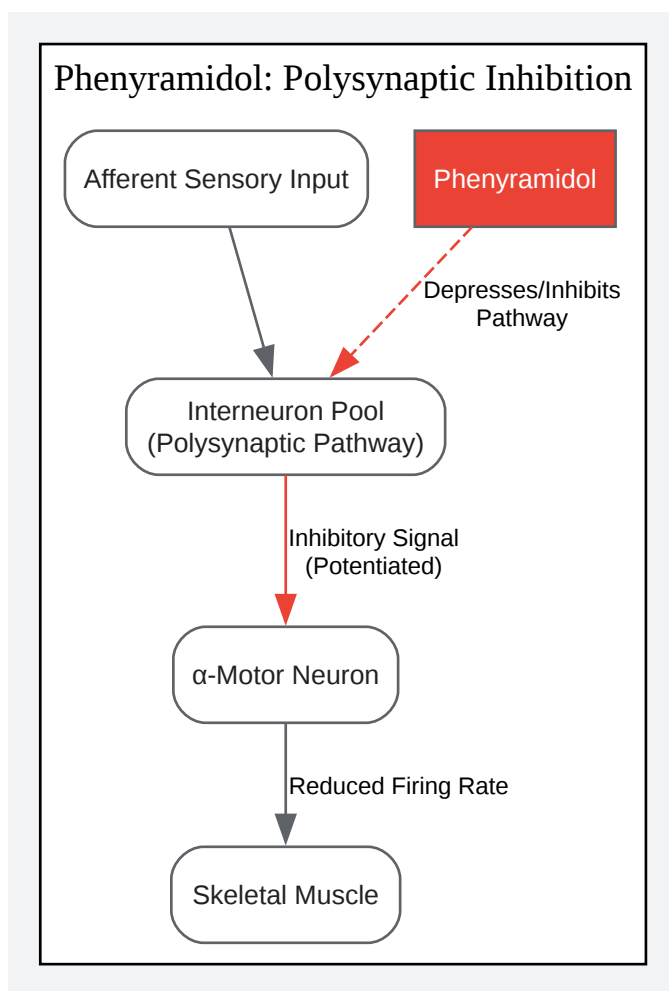 Phenyramidol: Polysynaptic Inhibition
Afferent Sensory Input
Phenyramidol
Depresses/Inhibits
Pathway
Interneuron Pool
(Polysynaptic Pathway)
Inhibitory Signal
(Potentiated)
α-Motor Neuron
Reduced Firing Rate
Skeletal Muscle